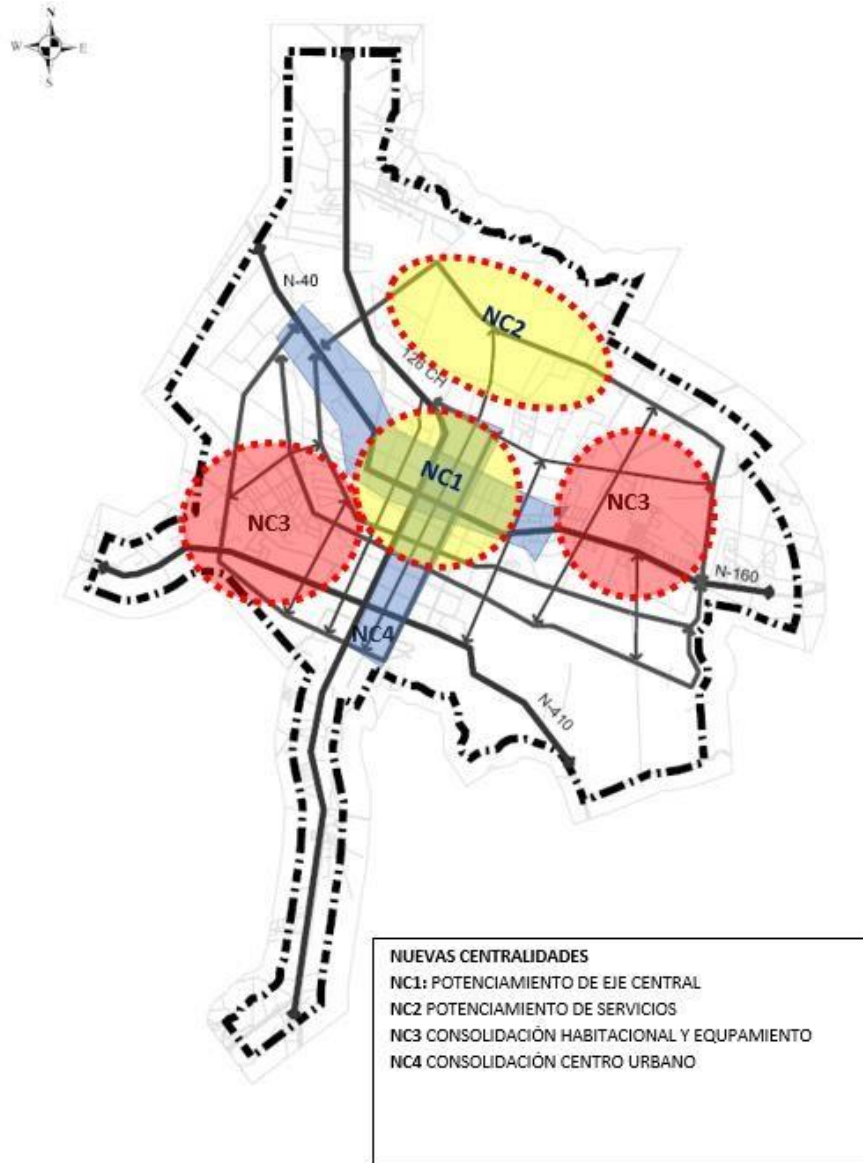 N
W E
S
N-40
NC2
128 CH
NC1
NC3
NC3
N-160
NC4
N-410
NUEVAS CENTRALIDADES
NC1: POTENCIAMIENTO DE EJE CENTRAL
NC2 POTENCIAMIENTO DE SERVICIOS
NC3 CONSOLIDACIÓN HABITACIONAL Y EQUPAMIENTO
NC4 CONSOLIDACIÓN CENTRO URBANO